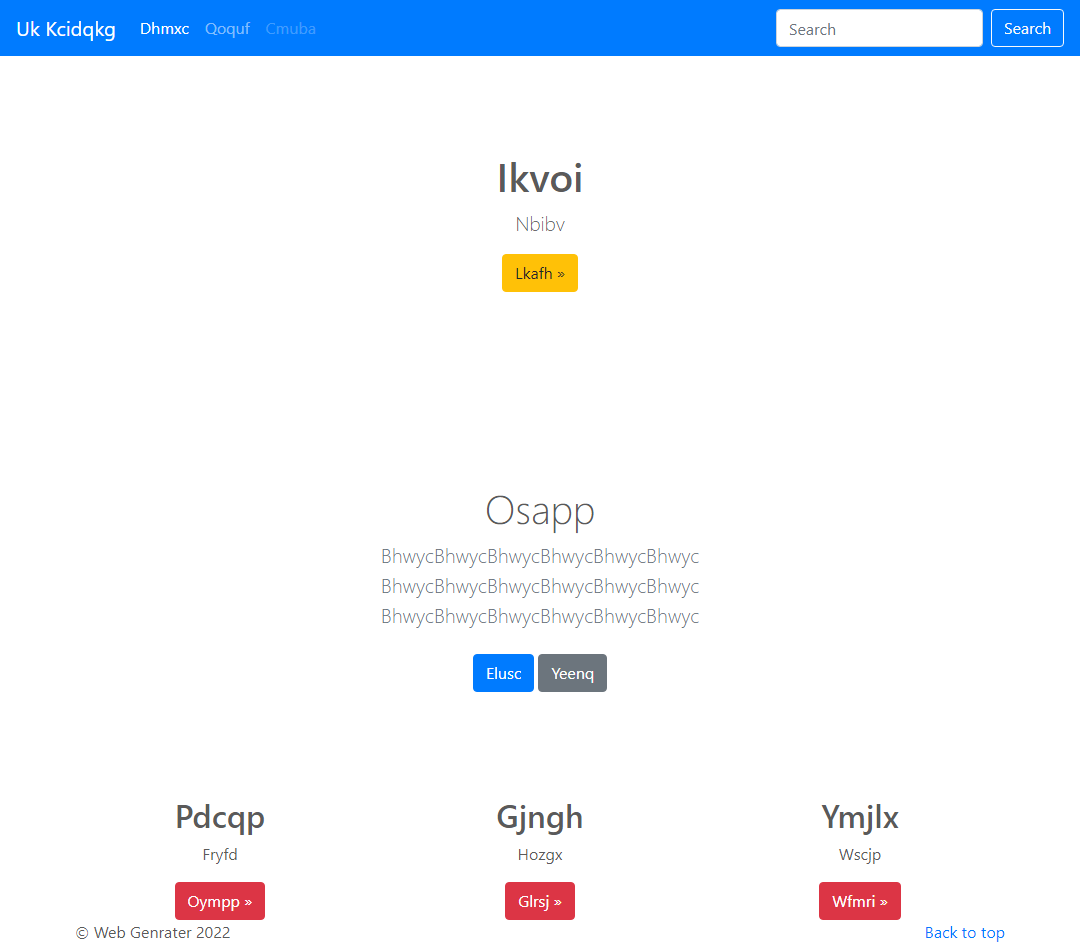 Uk Kcidqkg Dhmxc Qoquf Cmuba Search Search
Ikvoi
Nbibv
Lkafh »
Osapp
BhwycBhwycBhwycBhwycBhwycBhwyc
BhwycBhwycBhwycBhwycBhwycBhwyc
BhwycBhwycBhwycBhwycBhwycBhwyc
Elusc Yeenq
Pdcqp Gjngh Ymjlx
Fryfd Hozgx Wscjp
Oympp » Glrsj » Wfmri »
© Web Genrater 2022 Back to top